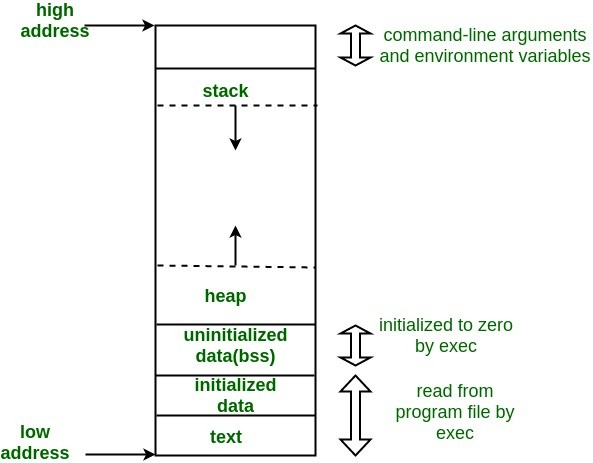 high
address
command-line arguments
and environment variables
stack
heap
uninitialized
data(bss)
initialized to zero
by exec
initialized
data
read from
program file by
exec
text
low
address